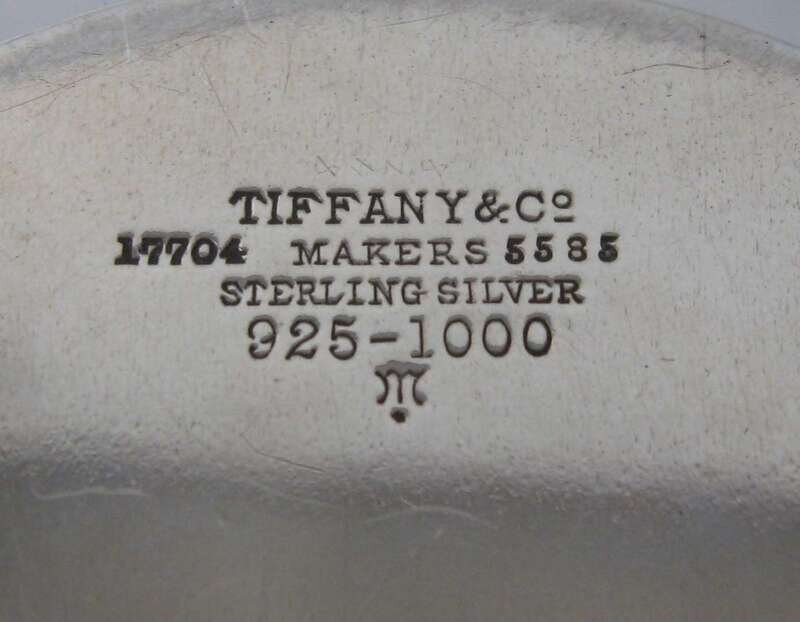 TIFFANY & Cº
17704 MAKERS 5585
STERLING SILVER
925-1000
m